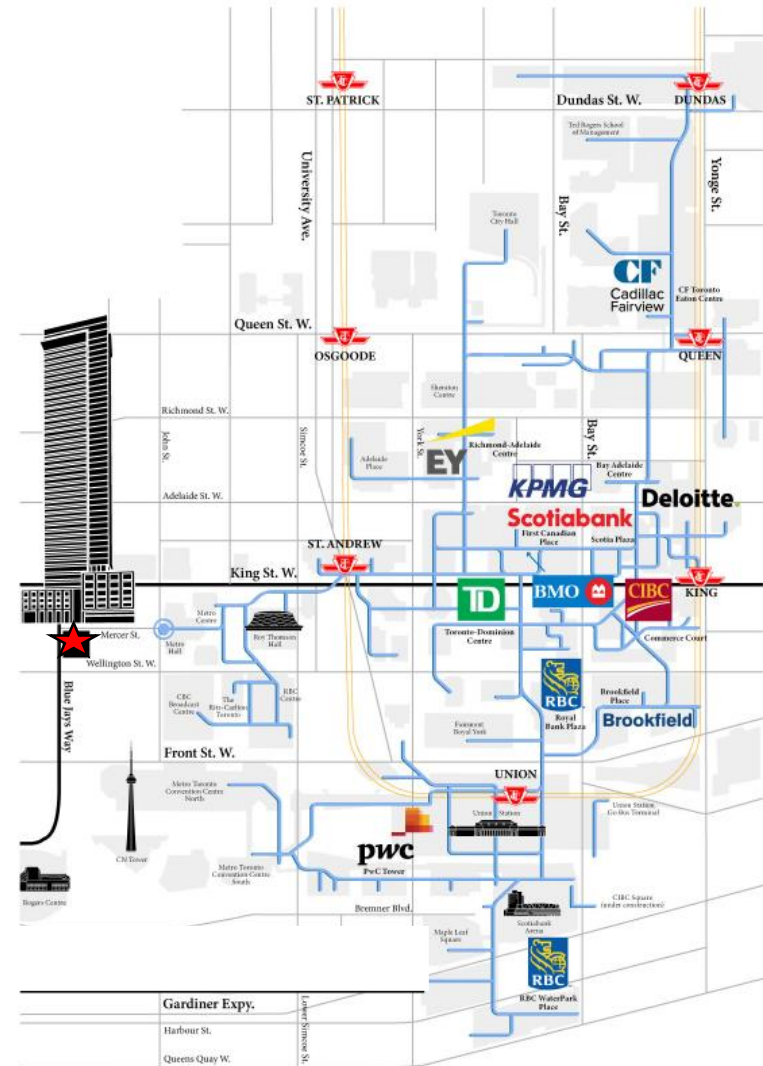 ST. PATRICK
Dundas St. W.
DUNDAS
Ted Rogers School
of Management
University Ave.
Bay St.
Yonge St.
Toronto
City Hall
CF
Cadillac
Fairview
CF Toronto
Eaton Centre
Queen St. W.
OSGOODE
QUEEN
Sheraton
Centre
Richmond St. W.
John St.
Simcoe St.
York St.
Bay St.
Adelaide
Place
EY
Richmond-Adelaide
Centre
Bay Adelaide
Centre
KPMG
Deloitte.
Adelaide St. W.
Scotiabank
First Canadian
Place
Scotia Plaza
ST. ANDREW
King St. W.
KING
TD
BMO
CIBC
Metro
Centre
Mercer St.
Metro
Hall
Roy Thomson
Hall
Toronto-Dominion
Centre
Commerce Court
Wellington St. W.
Blue Jays Way
CBC
Broadcast
Centre
The
Ritz-Carlton
Toronto
RBC
Centre
RBC
Royal
Bank Plaza
Brookfield
Place
Brookfield
Fairmont
Royal York
Front St. W.
UNION
Metro Toronto
Convention Centre
North
Union Station
Union Station
Go Bus Terminal
CN Tower
pwc
PwC Tower
Metro Toronto
Convention Centre
South
Rogers Centre
Bremner Blvd.
Scotiabank
Arena
CIBC Square
(under construction)
Maple Leaf
Square
RBC
RBC WaterPark
Place
Gardiner Expy.
Lower Simcoe St.
Harbour St.
Queens Quay W.